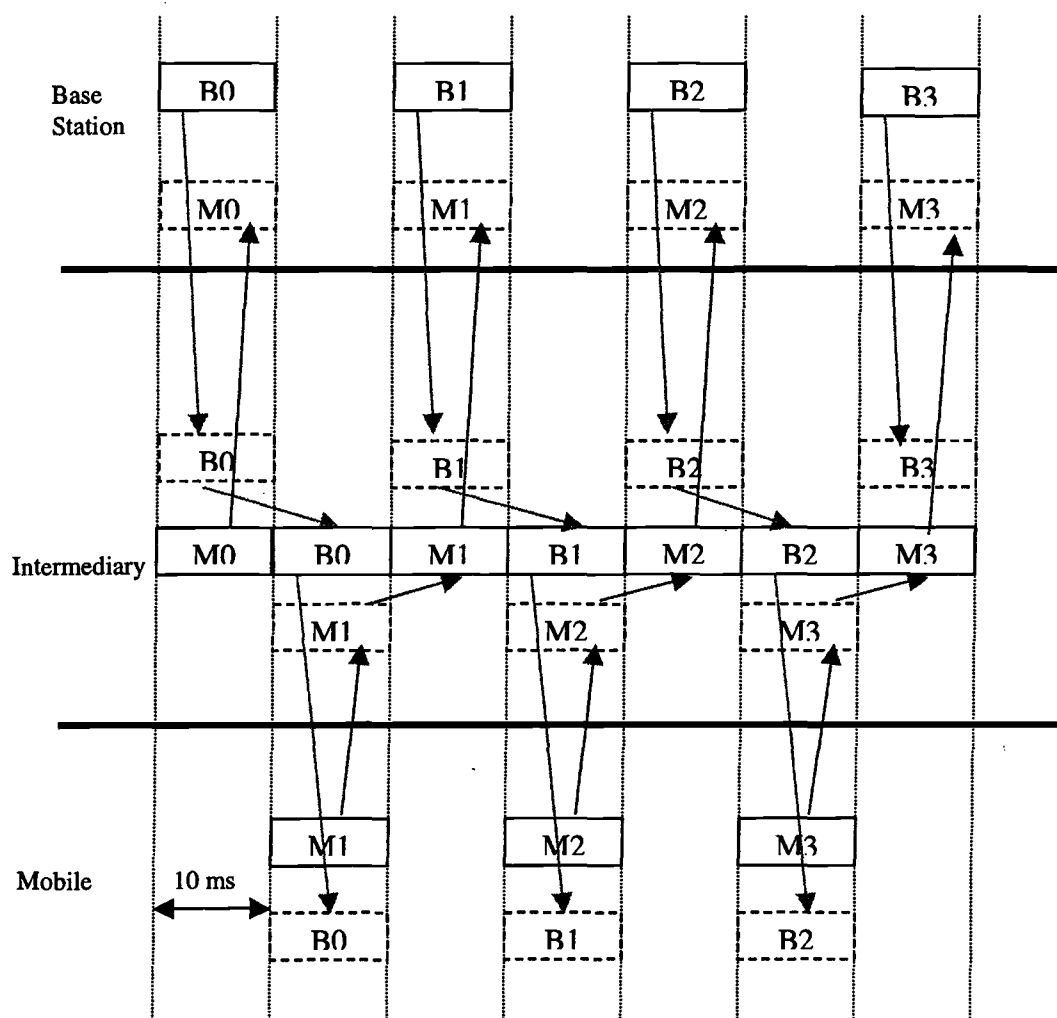 Base
Station
B0 B1 B2 B3
M0 M1 M2 M3
B0 B1 B2 B3
Intermediary
M0 B0 M1 B1 M2 B2 M3
M1 M2 M3
Mobile
M1 M2 M3
10 ms
B0 B1 B2